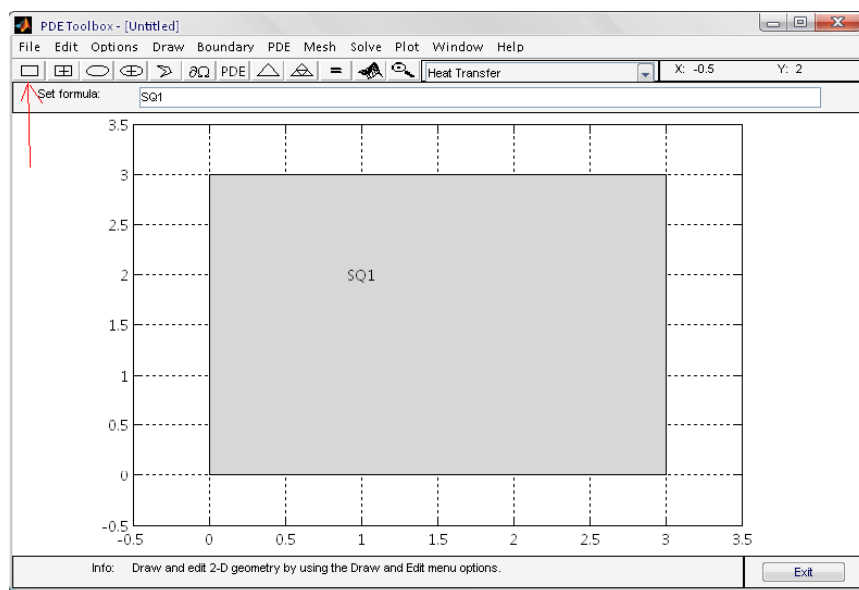 PDE Toolbox - [Untitled]
File Edit Options Draw Boundary PDE Mesh Solve Plot Window Help
∂Ω PDE = Heat Transfer X: -0.5 Y: 2
Set formula: SQ1
3.5
3
2.5
2
1.5
1
0.5
0
-0.5
SQ1
-0.5 0 0.5 1 1.5 2 2.5 3 3.5
Info: Draw and edit 2-D geometry by using the Draw and Edit menu options. Exit